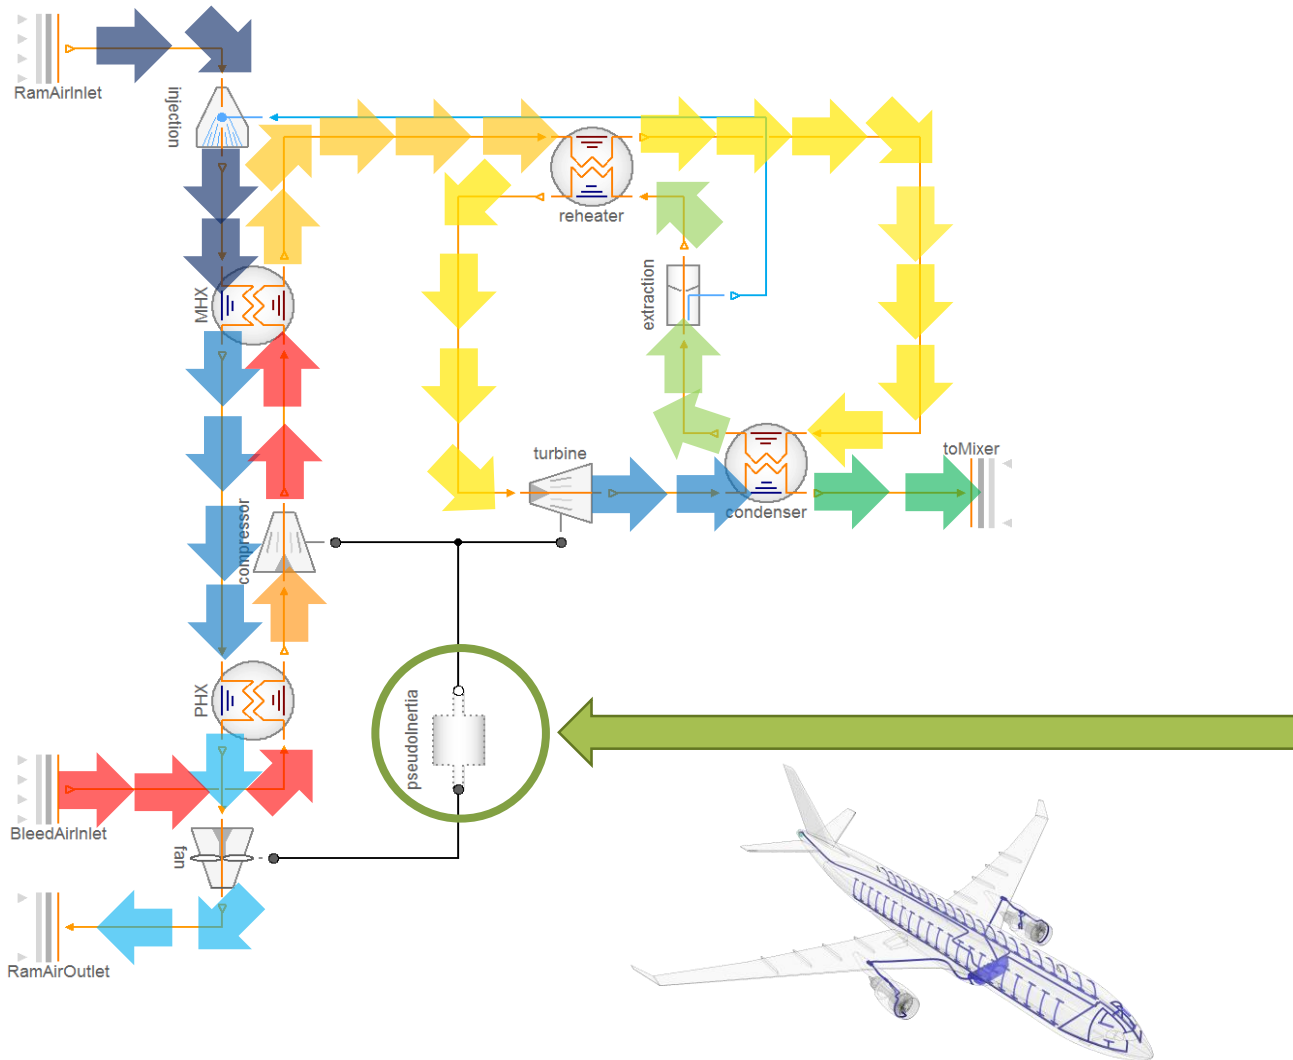 RamAirInlet
injection
reheater
MHX
extraction
toMixer
turbine
condenser
compressor
PHX
pseudoInertia
BleedAirInlet
fan
RamAirOutlet